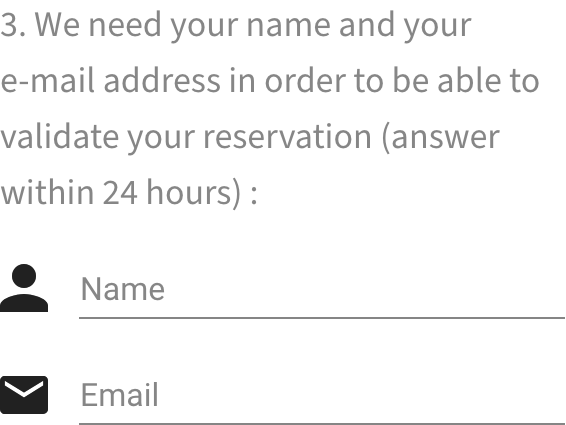 3. We need your name and your
e-mail address in order to be able to
validate your reservation (answer
within 24 hours) :
Name
Email